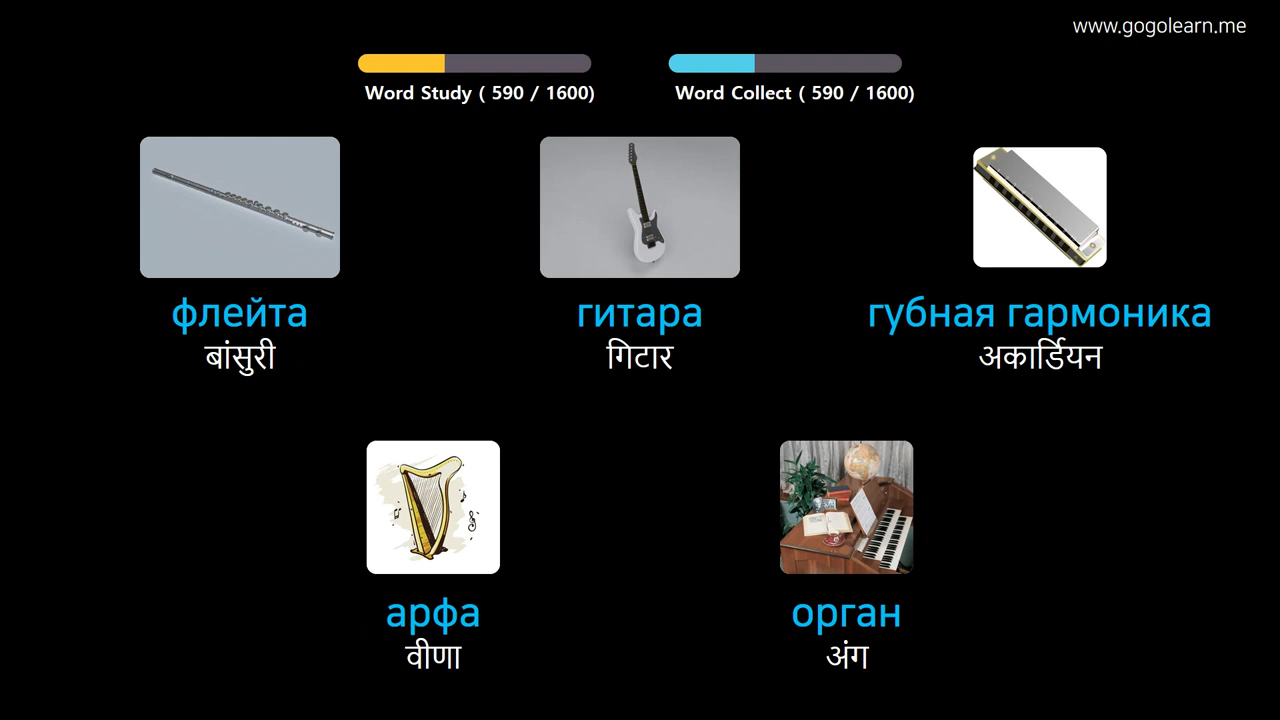 www.gogolearn.me
Word Study ( 590 / 1600)
Word Collect ( 590 / 1600)
флейта
बांसुरी
гитара
गिटार
губная гармоника
अकार्डियन
арфа
वीणा
орган
अंग